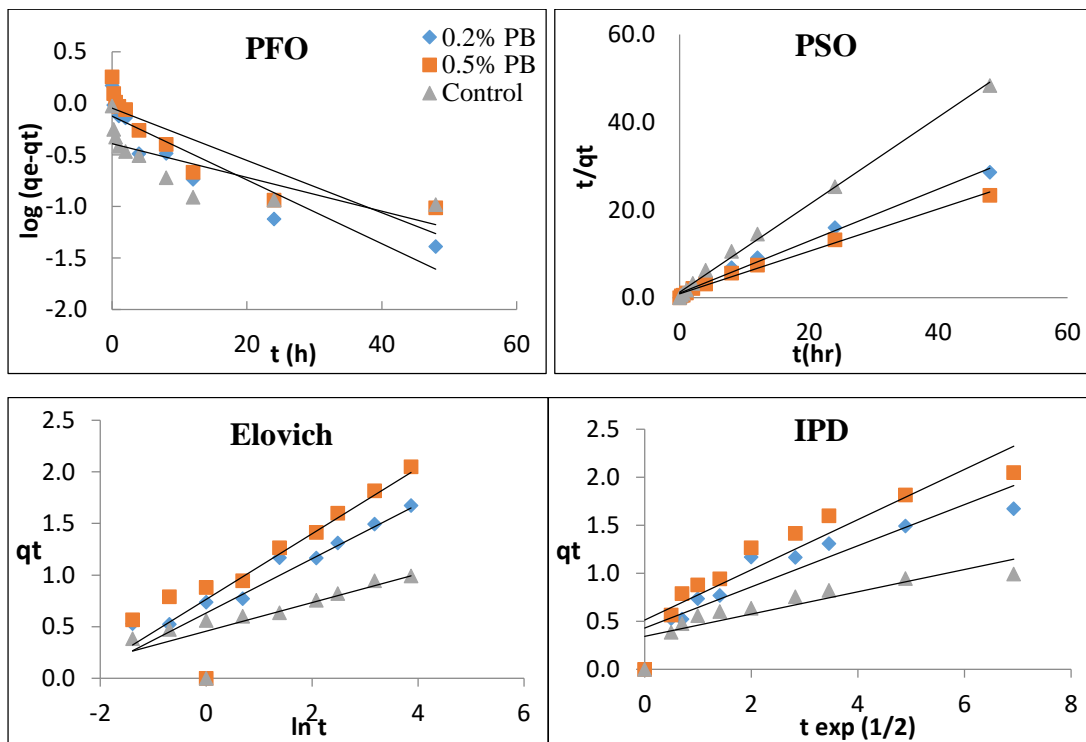 PFO
0.2% PB
0.5% PB
Control
0.5
0.0
-0.5
-1.0
-1.5
-2.0
log (qe-qt)
0
20
40
60
t (h)
PSO
60.0
40.0
20.0
0.0
t/qt
0
20
40
60
t(hr)
Elovich
2.5
2.0
1.5
1.0
0.5
0.0
qt
-2
0
2
4
ln t
IPD
2.5
2.0
1.5
1.0
0.5
0.0
qt
0
2
4
6
8
t exp (1/2)